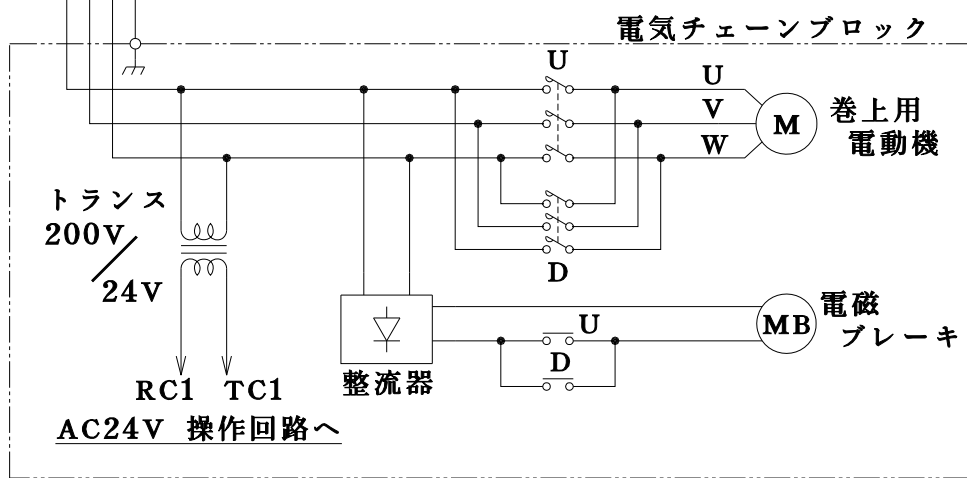 電気チェーンブロック
U
U
V
W
M
巻上用
電動機
D
トランス
200V
24V
RC1 TC1
AC24V 操作回路へ
整流器
U
D
MB
電磁
ブレーキ